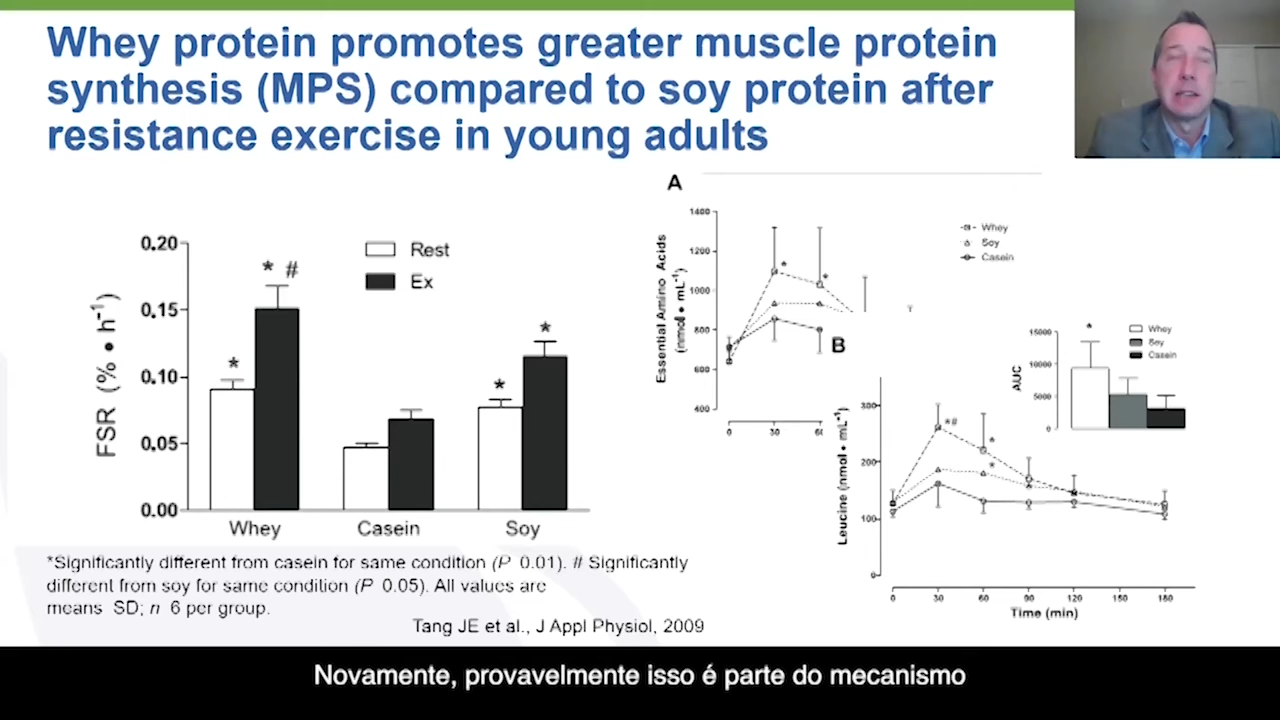 Whey protein promotes greater muscle protein
synthesis (MPS) compared to soy protein after
resistance exercise in young adults
FSR (% • h⁻¹)
0.20
0.15
0.10
0.05
0.00
Rest
Ex
* #
*
*
*
Whey
Casein
Soy
*Significantly different from casein for same condition (P 0.01). # Significantly
different from soy for same condition (P 0.05). All values are
means SD; n 6 per group.
Tang JE et al., J Appl Physiol, 2009
A
Essential Amino Acids
(nmol • mL⁻¹)
1400
1200
1000
800
600
400
0
30
Whey
Soy
Casein
*
*
B
Leucine (nmol • mL⁻¹)
300
200
100
0
*#
*
*
0
30
60
90
120
150
180
Time (min)
AUC
15000
10000
5000
0
*
Whey
Soy
Casein
Novamente, provavelmente isso é parte do mecanismo